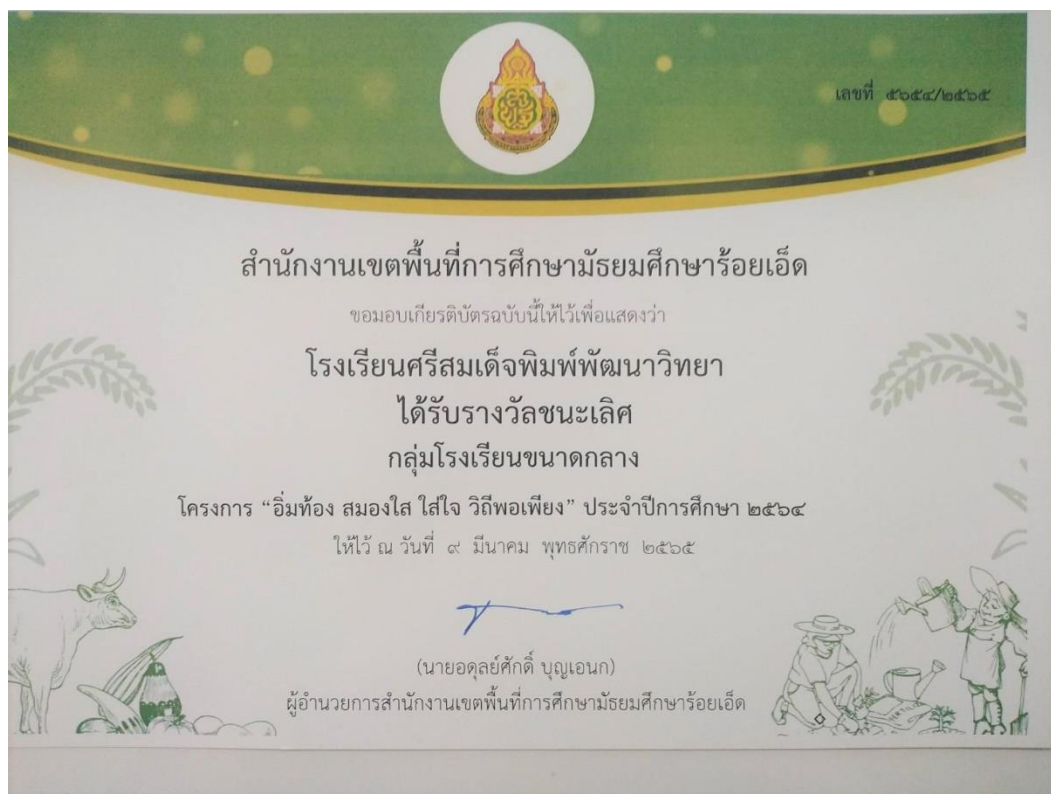 เลขที่ ๕๖๕๔/๒๕๖๕
สำนักงานเขตพื้นที่การศึกษามัธยมศึกษาร้อยเอ็ด
ขอมอบเกียรติบัตรฉบับนี้ให้ไว้เพื่อแสดงว่า
โรงเรียนศรีสมเด็จพิมพ์พัฒนาวิทยา
ได้รับรางวัลชนะเลิศ
กลุ่มโรงเรียนขนาดกลาง
โครงการ “อิ่มท้อง สมองใส ใส่ใจ วิถีพอเพียง” ประจำปีการศึกษา ๒๕๖๔
ให้ไว้ ณ วันที่ ๙ มีนาคม พุทธศักราช ๒๕๖๕
(นายอดุลย์ศักดิ์ บุญเอนก)
ผู้อำนวยการสำนักงานเขตพื้นที่การศึกษามัธยมศึกษาร้อยเอ็ด